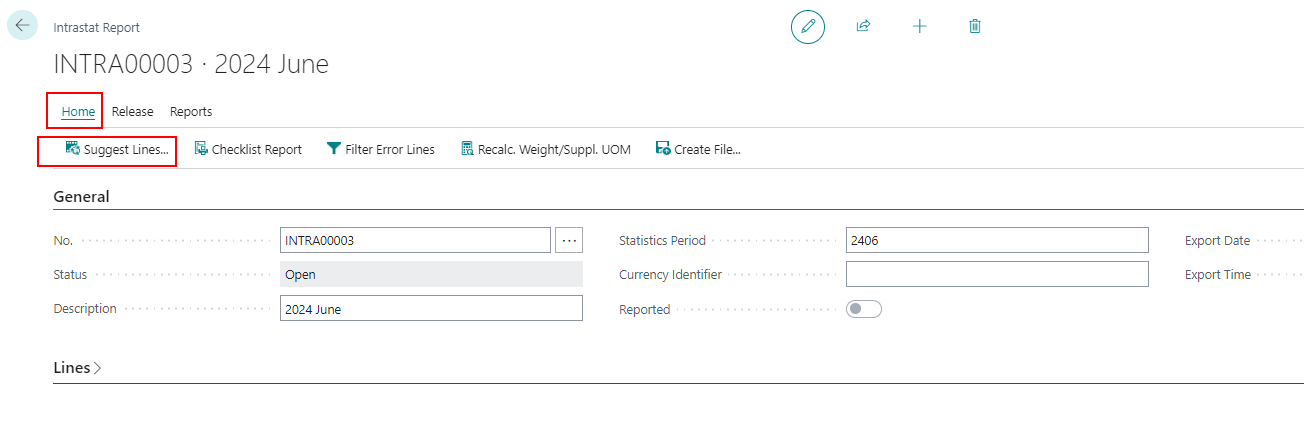 Intrastat Report
INTRA00003 · 2024 June
Home Release Reports
Suggest Lines... Checklist Report Filter Error Lines Recalc. Weight/Suppl. UOM Create File...
General
No. INTRA00003 ... Statistics Period 2406 Export Date
Status Open Currency Identifier Export Time
Description 2024 June Reported
Lines